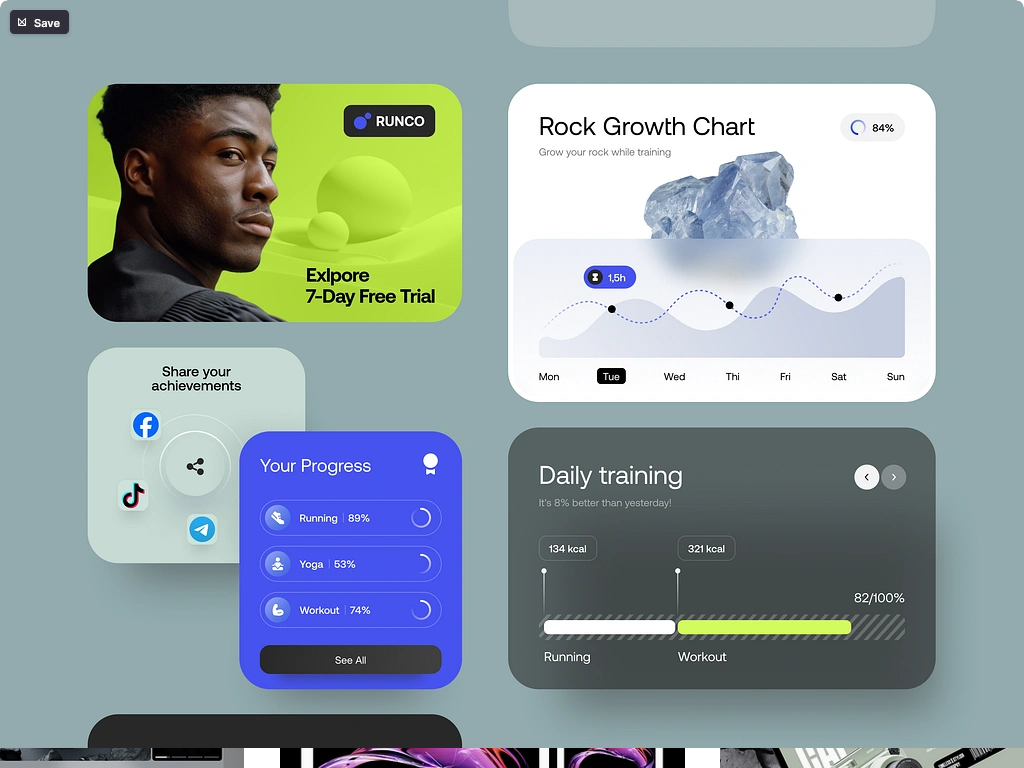 Save
RUNCO
Exlpore
7-Day Free Trial
Rock Growth Chart
84%
Grow your rock while training
1,5h
Mon Tue Wed Thi Fri Sat Sun
Share your
achievements
Your Progress
Running | 89%
Yoga | 53%
Workout | 74%
See All
Daily training
It's 8% better than yesterday!
134 kcal 321 kcal
82/100%
Running Workout